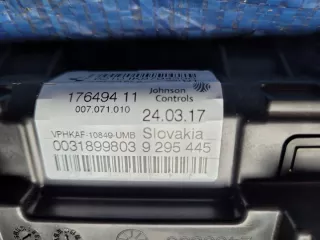 176494 11
007.071.010
Johnson
Controls
24.03.17
VPHKAF-10849-UMB Slovakia
0031899803 9 295 445